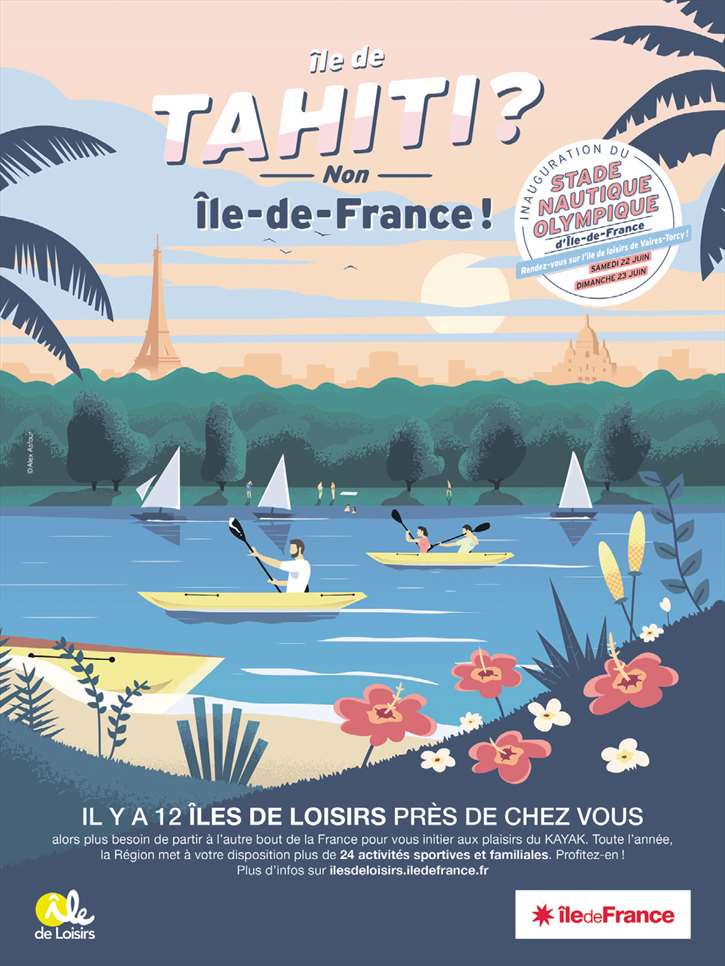 île de
TAHITI?
Non
Île-de-France !
INAUGURATION DU
STADE
NAUTIQUE
OLYMPIQUE
d'Île-de-France
Rendez-vous sur l'île de loisirs de Vaires-Torcy !
SAMEDI 22 JUIN
DIMANCHE 23 JUIN
©Alex Asfour
IL Y A 12 ÎLES DE LOISIRS PRÈS DE CHEZ VOUS
alors plus besoin de partir à l'autre bout de la France pour vous initier aux plaisirs du KAYAK. Toute l'année,
la Région met à votre disposition plus de 24 activités sportives et familiales. Profitez-en !
Plus d'infos sur ilesdeloisirs.iledefrance.fr
île
de Loisirs
îledeFrance